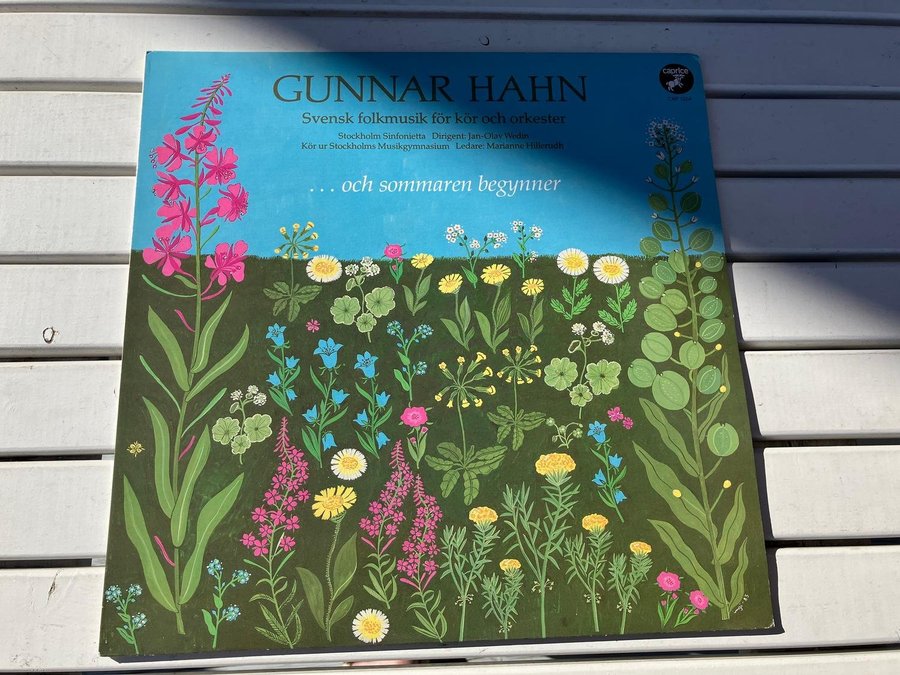 GUNNAR HAHN
caprice
Svensk folkmusik för kör och orkester
Stockholm Sinfonietta Dirigent: Jan-Olav Wedin
Kör ur Stockholms Musikgymnasium Ledare: Marianne Hillerudh
... och sommaren begynner